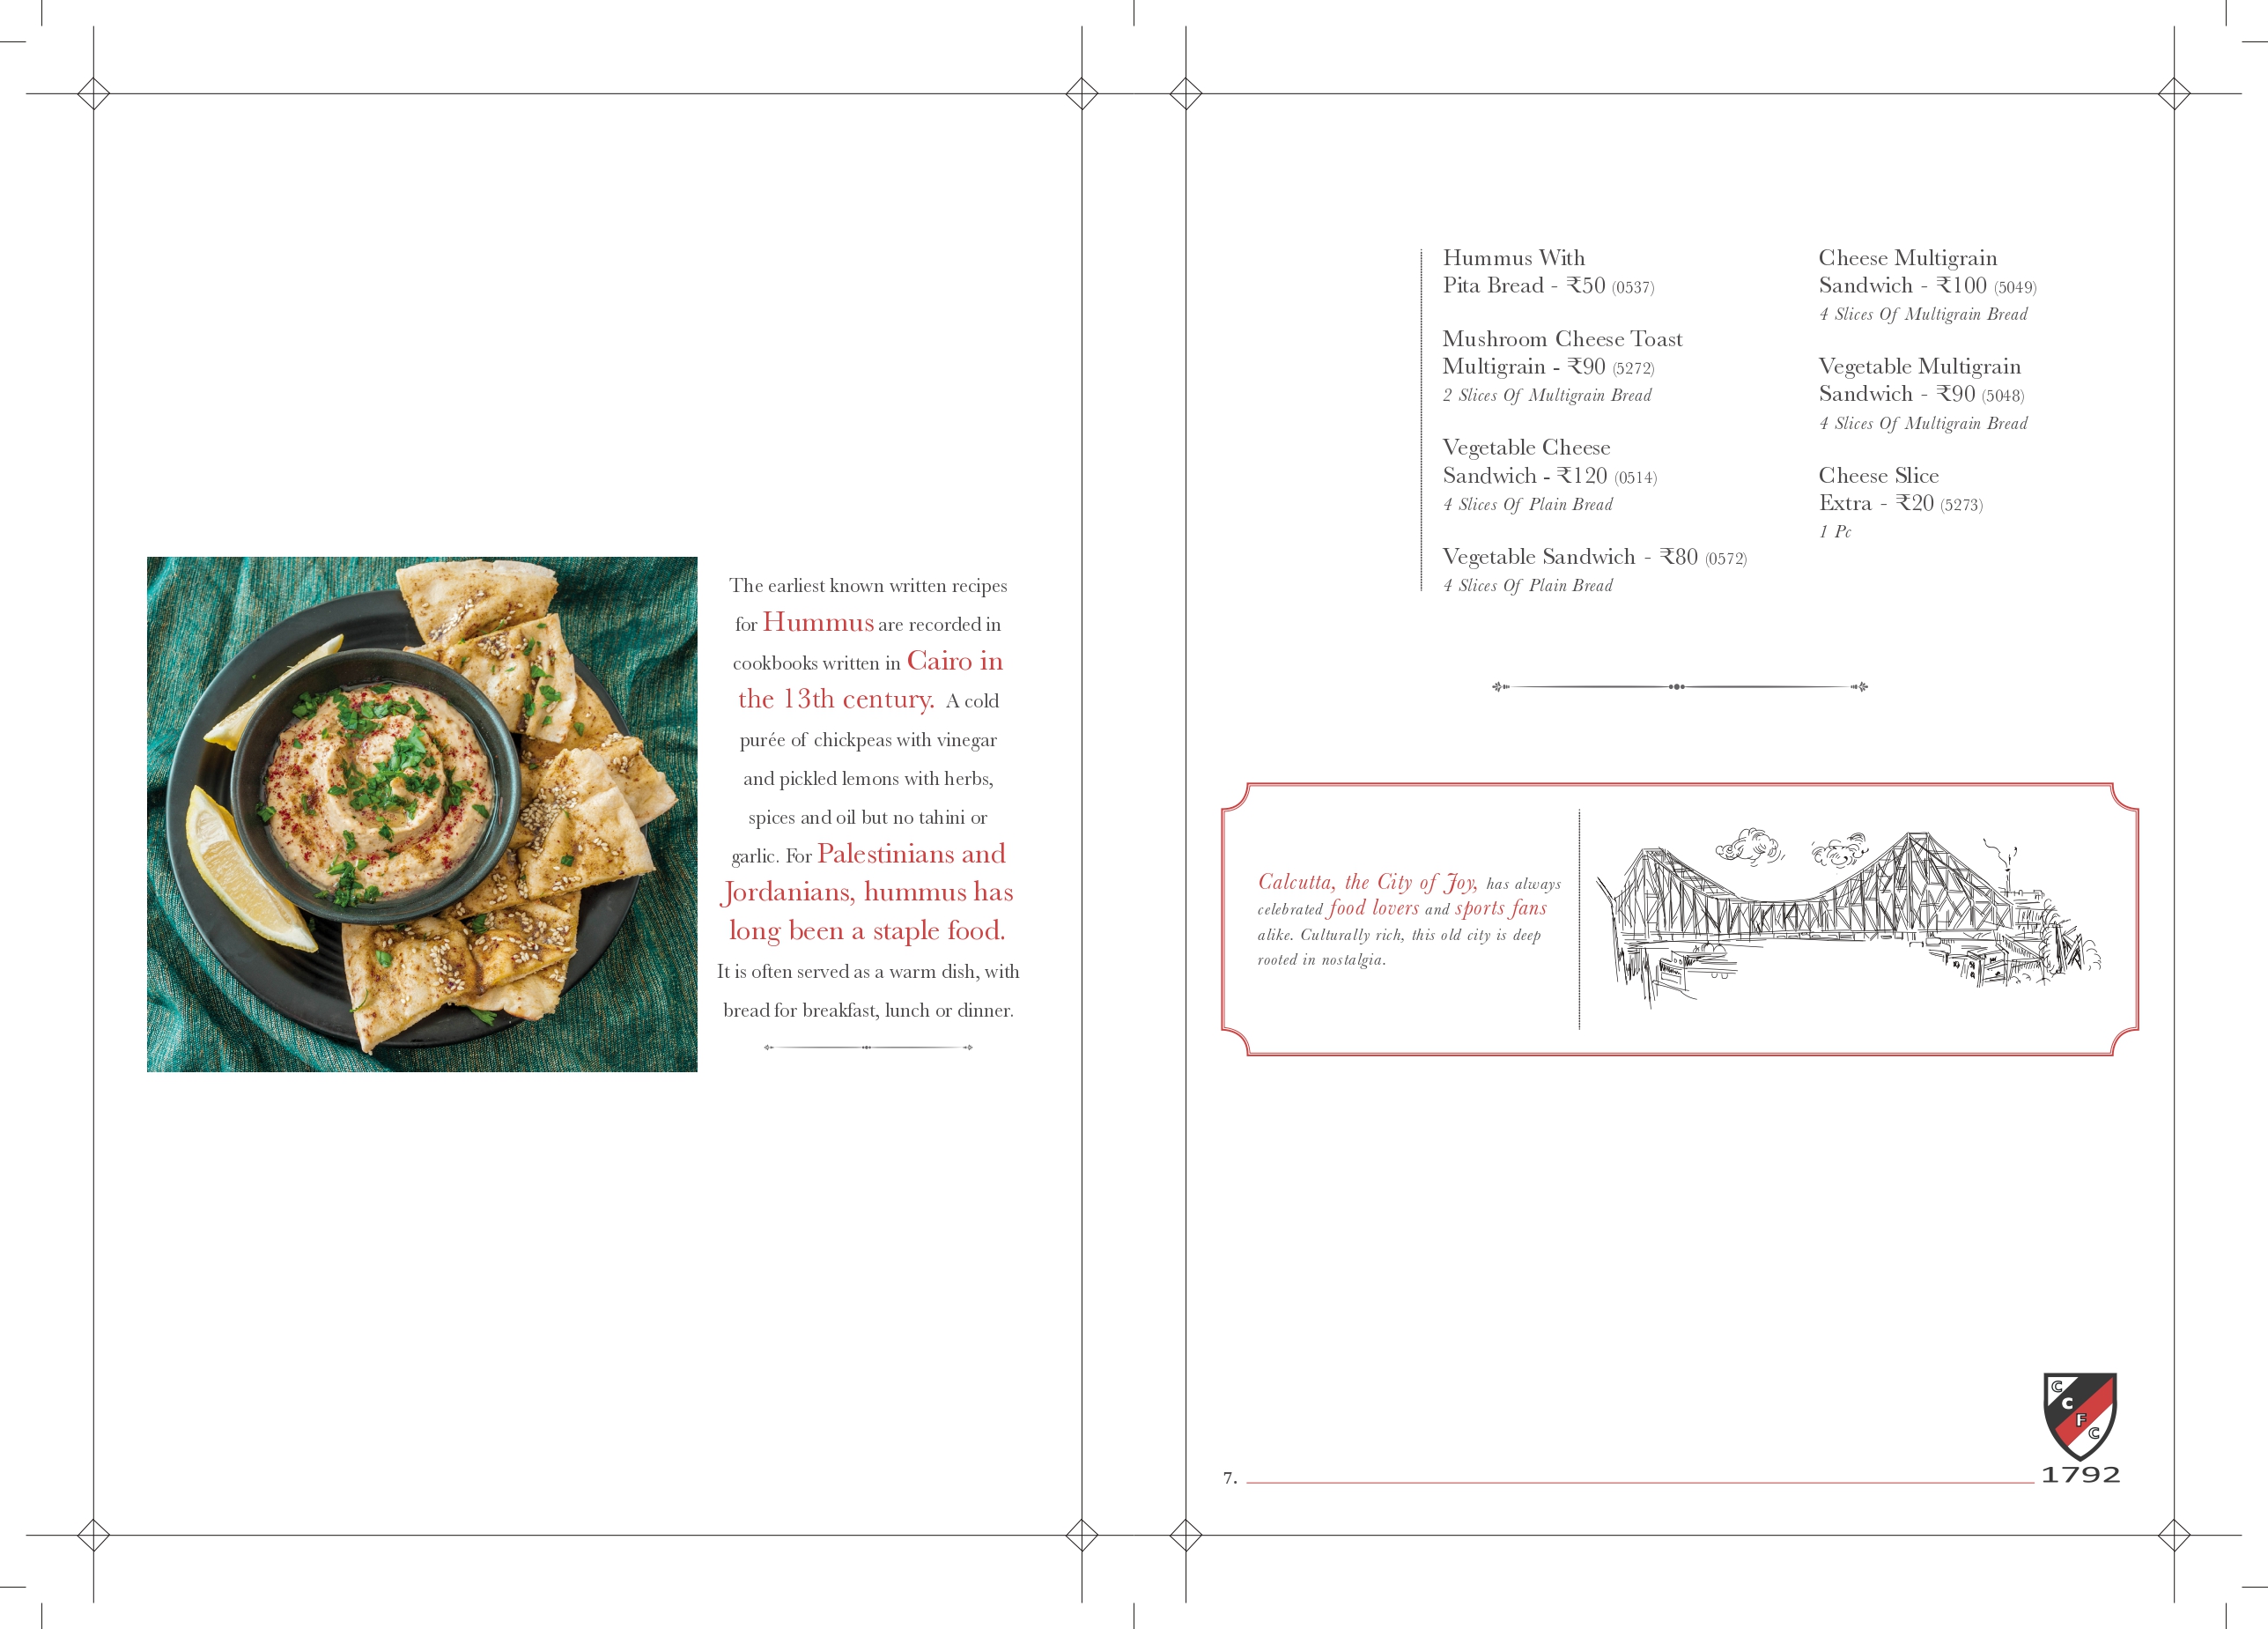 The earliest known written recipes
for Hummus are recorded in
cookbooks written in Cairo in
the 13th century. A cold
purée of chickpeas with vinegar
and pickled lemons with herbs,
spices and oil but no tahini or
garlic. For Palestinians and
Jordanians, hummus has
long been a staple food.
It is often served as a warm dish, with
bread for breakfast, lunch or dinner.
Hummus With
Pita Bread - ₹50 (0537)
Mushroom Cheese Toast
Multigrain - ₹90 (5272)
2 Slices Of Multigrain Bread
Vegetable Cheese
Sandwich - ₹120 (0514)
4 Slices Of Plain Bread
Vegetable Sandwich - ₹80 (0572)
4 Slices Of Plain Bread
Cheese Multigrain
Sandwich - ₹100 (5049)
4 Slices Of Multigrain Bread
Vegetable Multigrain
Sandwich - ₹90 (5048)
4 Slices Of Multigrain Bread
Cheese Slice
Extra - ₹20 (5273)
1 Pc
Calcutta, the City of Joy, has always
celebrated food lovers and sports fans
alike. Culturally rich, this old city is deep
rooted in nostalgia.
C
C
F
C
1792
7.